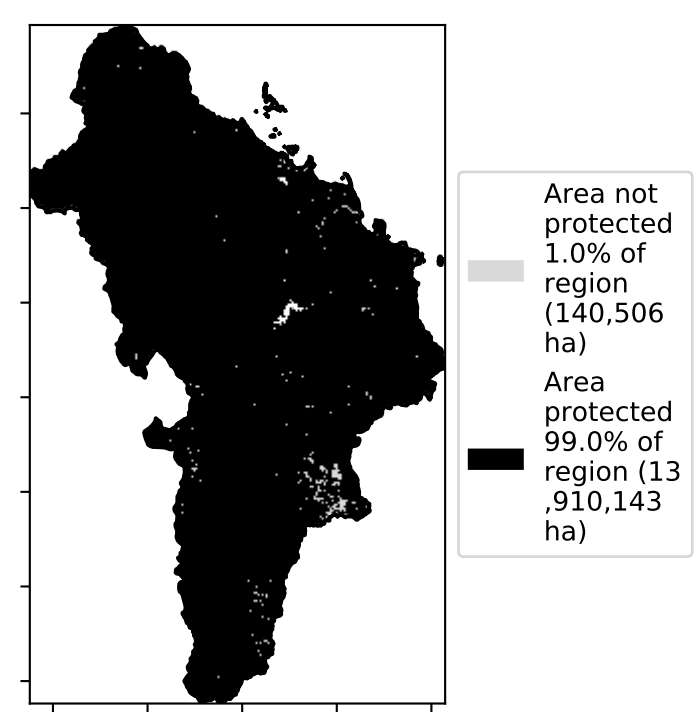 Area not
protected
1.0% of
region
(140,506
ha)
Area
protected
99.0% of
region (13
,910,143
ha)